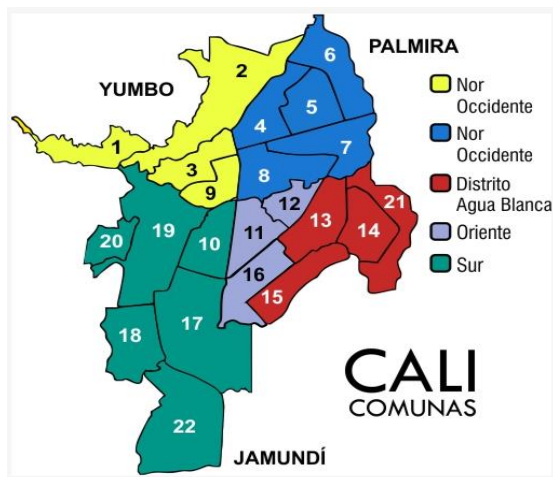 PALMIRA
YUMBO
6
2
5
4
7
1
3
8
9
12
21
13
14
20
19
10
11
16
15
18
17
22
Nor
Occidente
Nor
Occidente
Distrito
Agua Blanca
Oriente
Sur
CALI
COMUNAS
JAMUNDÍ